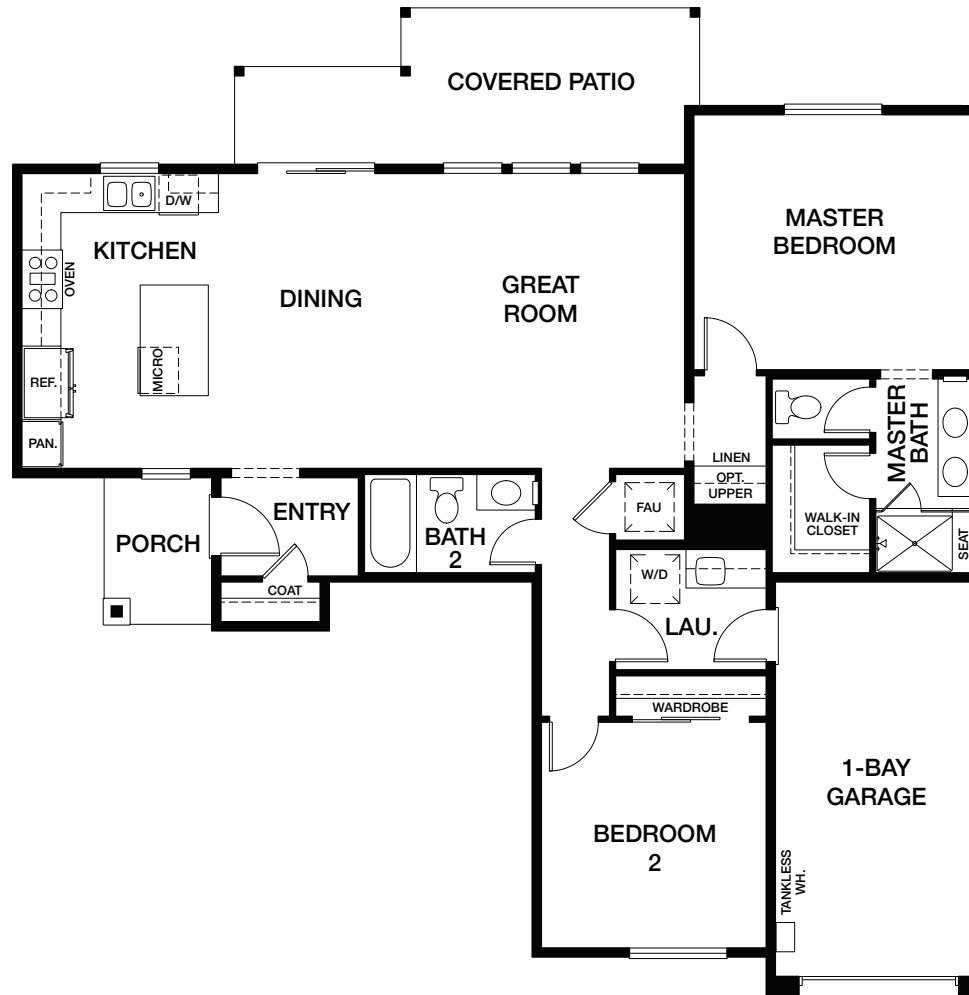 COVERED PATIO
D/W
KITCHEN
MASTER
BEDROOM
OVEN
DINING
GREAT
ROOM
MICRO
REF.
PAN.
MASTER
BATH
LINEN
OPT.
UPPER
WALK-IN
CLOSET
SEAT
ENTRY
PORCH
BATH
2
FAU
COAT
W/D
LAU.
WARDROBE
1-BAY
GARAGE
BEDROOM
2
TANKLESS
WH.